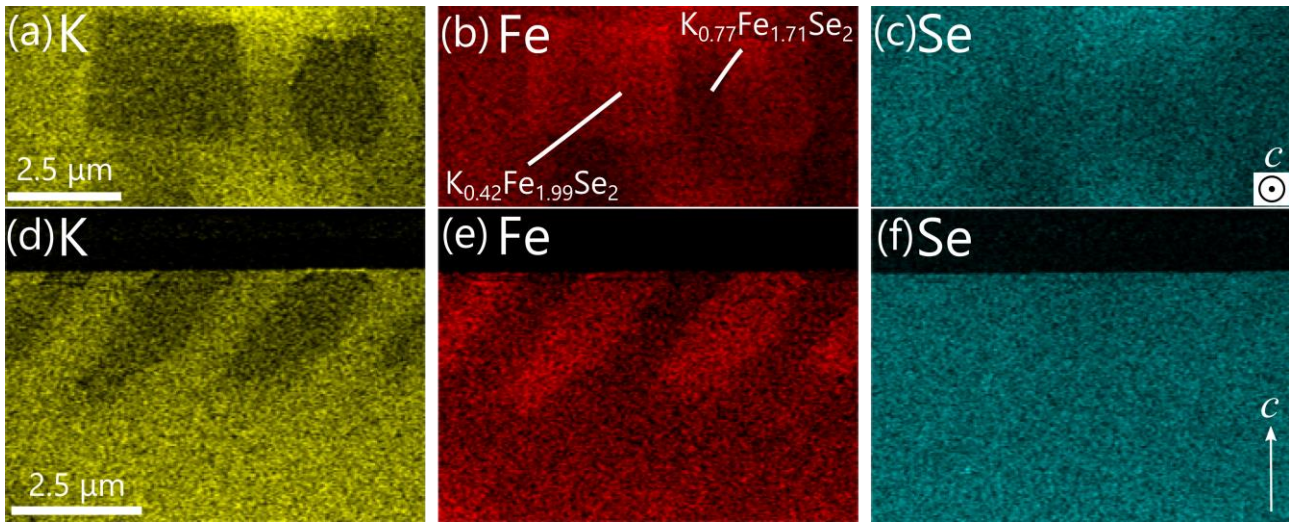 (a) K
(b) Fe
K0.77Fe1.71Se2
(c) Se
2.5 μm
K0.42Fe1.99Se2
c
(d) K
(e) Fe
(f) Se
c
2.5 μm